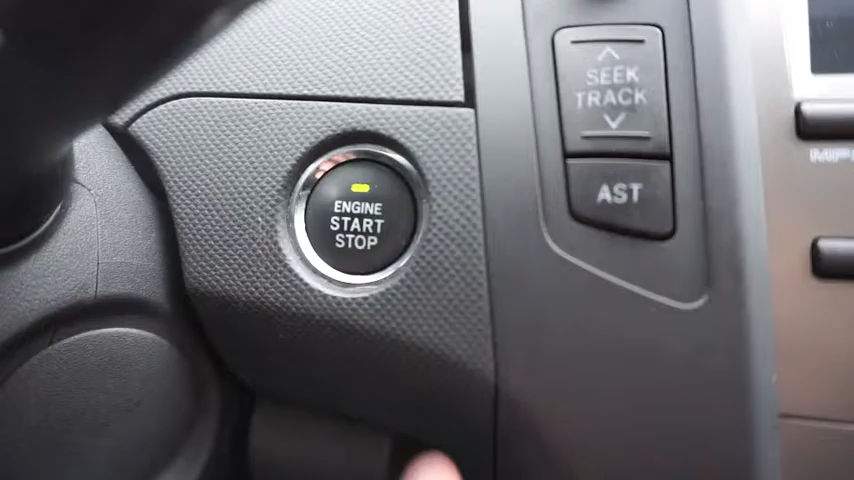 SEEK
TRACK
AST
ENGINE
START
STOP